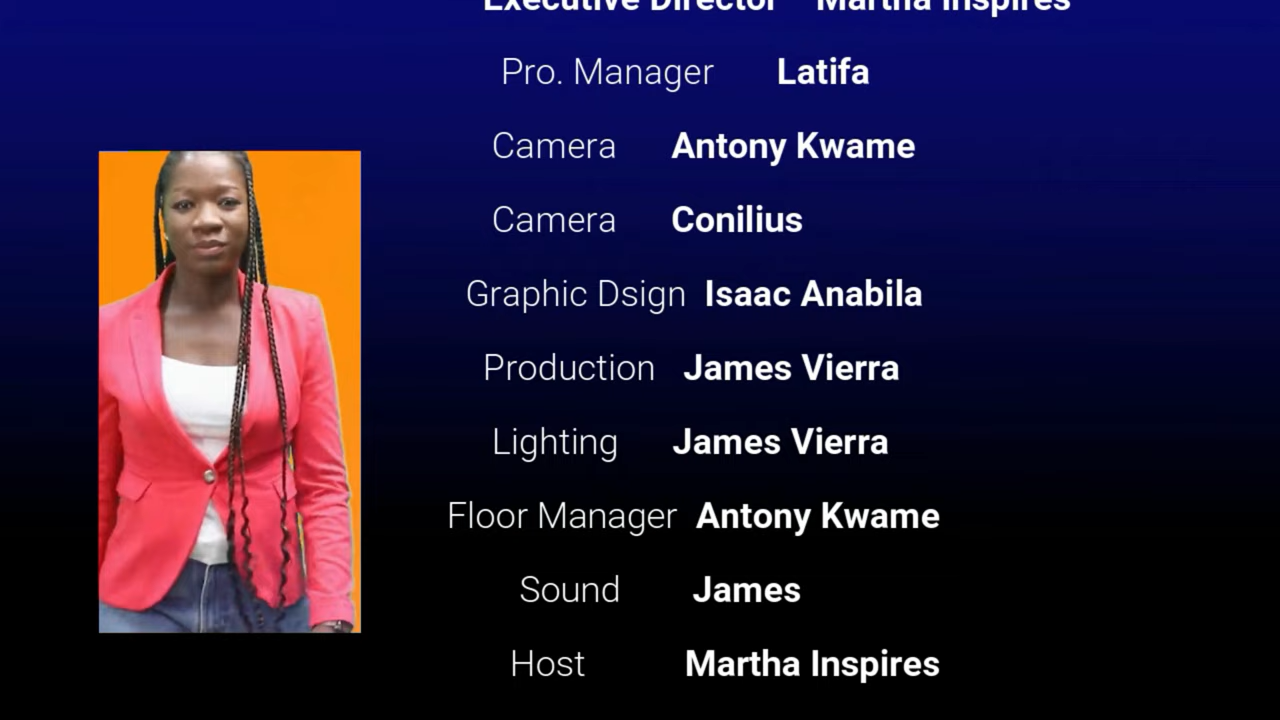 Executive Director Martha Inspires
Pro. Manager Latifa
Camera Antony Kwame
Camera Conilius
Graphic Dsign Isaac Anabila
Production James Vierra
Lighting James Vierra
Floor Manager Antony Kwame
Sound James
Host Martha Inspires